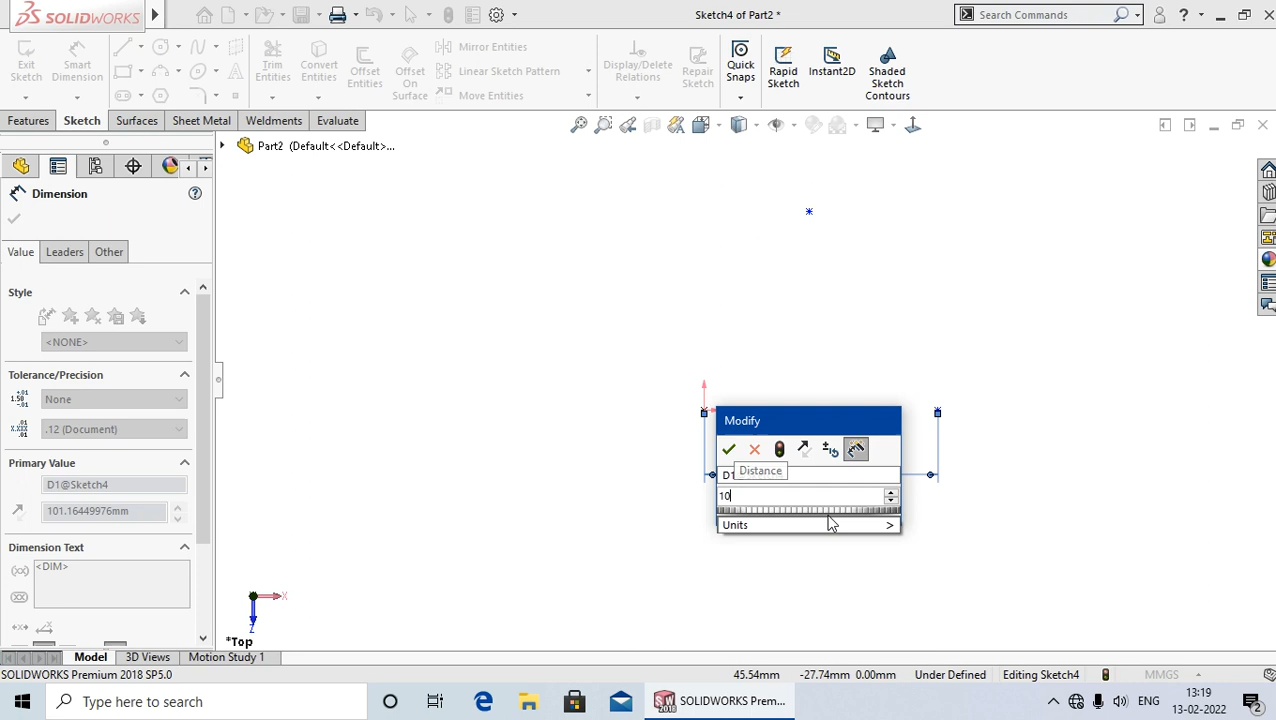 SOLIDWORKS
Sketch4 of Part2 *
Search Commands
?
Exit Sketch
Smart Dimension
Trim Entities
Convert Entities
Offset Entities
Offset On Surface
Mirror Entities
Linear Sketch Pattern
Move Entities
Display/Delete Relations
Repair Sketch
Quick Snaps
Rapid Sketch
Instant2D
Shaded Sketch Contours
Features
Sketch
Surfaces
Sheet Metal
Weldments
Evaluate
Part2 (Default<<Default>...
Dimension
?
Value
Leaders
Other
Style
<NONE>
Tolerance/Precision
None
.12 (Document)
Primary Value
D1@Sketch4
101.16449976mm
Dimension Text
<DIM>
Modify
Distance
D1
10
Units >
X
Z
*Top
Model
3D Views
Motion Study 1
SOLIDWORKS Premium 2018 SP5.0
45.54mm
-27.74mm 0.00mm
Under Defined
Editing Sketch4
MMGS
Type here to search
SOLIDWORKS Prem...
ENG
13:19
13-02-2022
2